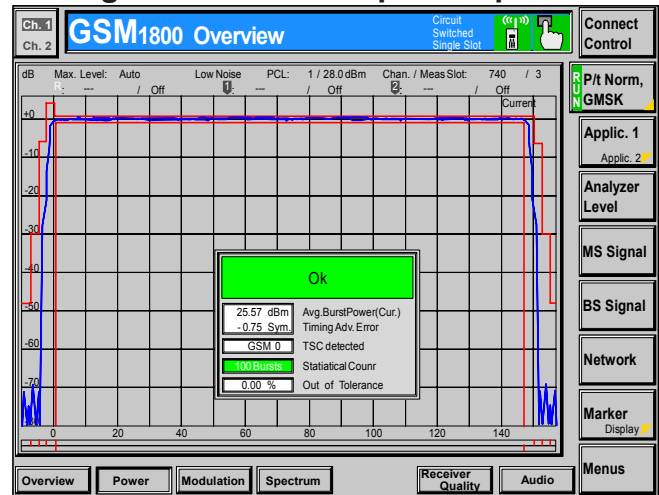 Ch. 1
Ch. 2
GSM1800 Overview
Circuit
Switched
Single Slot
Connect
Control
dB Max. Level: Auto Low Noise PCL: 1 / 28.0 dBm Chan. / Meas Slot: 740 / 3
R: --- / Off 1: --- / Off 2: --- / Off
Current
RUN
P/t Norm,
GMSK
+0
-10
-20
-30
-40
-50
-60
-70
-80
0 20 40 60 80 100 120 140
Ok
25.57 dBm Avg.BurstPower(Cur.)
-0.75 Sym. Timing Adv. Error
GSM 0 TSC detected
100 Bursts Statiatical Counr
0.00 % Out of Tolerance
Applic. 1
Applic. 2
Analyzer
Level
MS Signal
BS Signal
Network
Marker
Display
Menus
Overview
Power
Modulation
Spectrum
Receiver
Quality
Audio